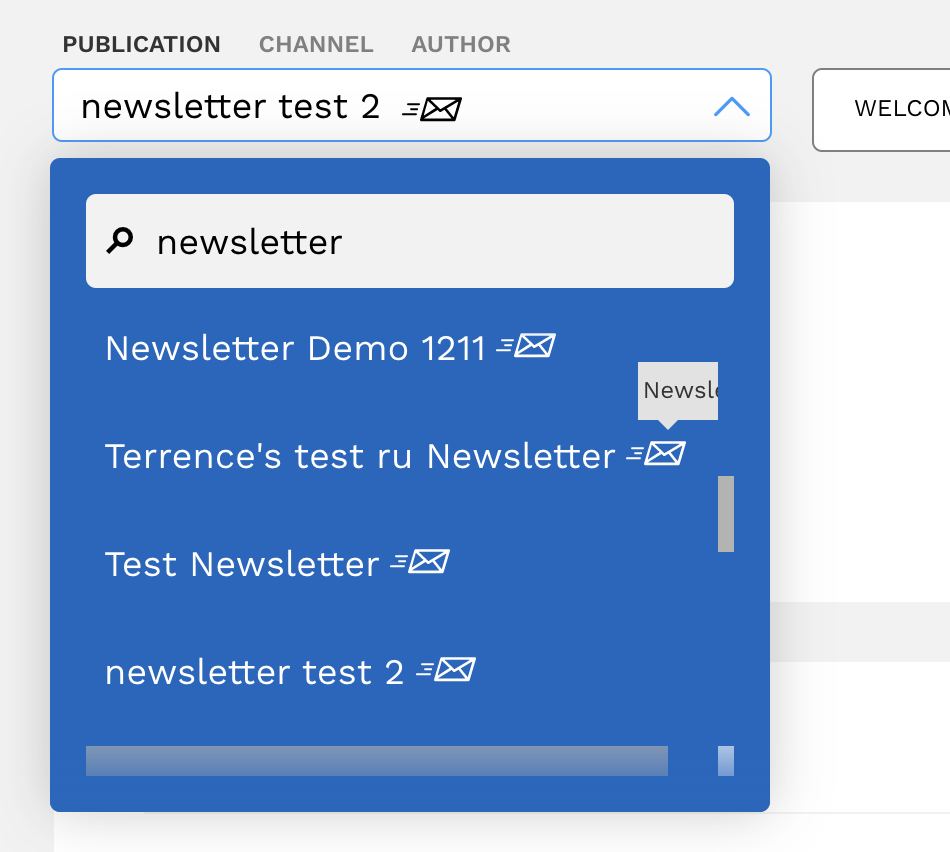 PUBLICATION CHANNEL AUTHOR
newsletter test 2
WELCOM
newsletter
Newsletter Demo 1211
Newsle
Terrence's test ru Newsletter
Test Newsletter
newsletter test 2